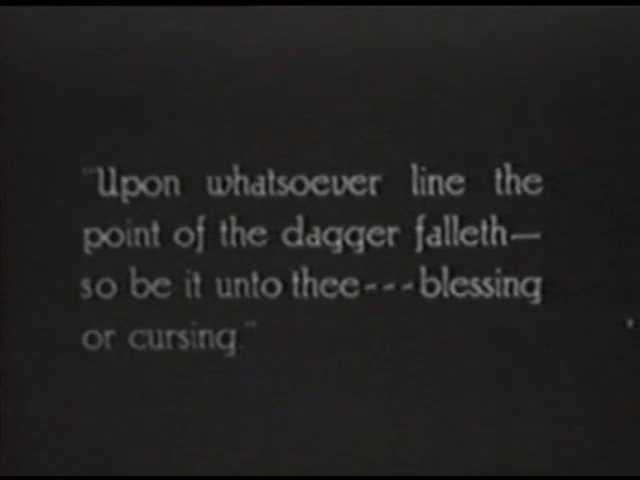 "Upon whatsoever line the
point of the dagger falleth—
so be it unto thee---blessing
or cursing."